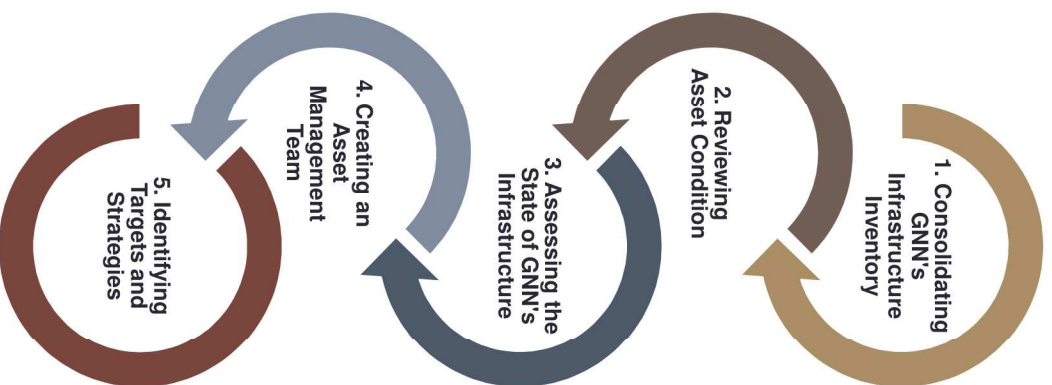 1. Consolidating
GNN's
Infrastructure
Inventory
2. Reviewing
Asset Condition
3. Assessing the
State of GNN's
Infrastructure
4. Creating an
Asset
Management
Team
5. Identifying
Targets and
Strategies